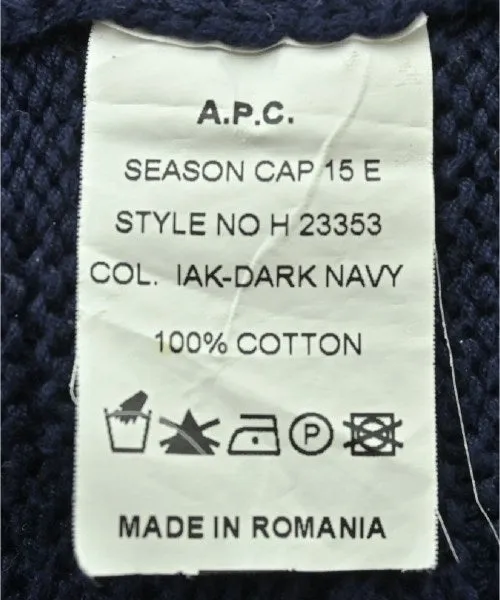 A.P.C.
SEASON CAP 15 E
STYLE NO H 23353
COL. IAK-DARK NAVY
100% COTTON
P
MADE IN ROMANIA